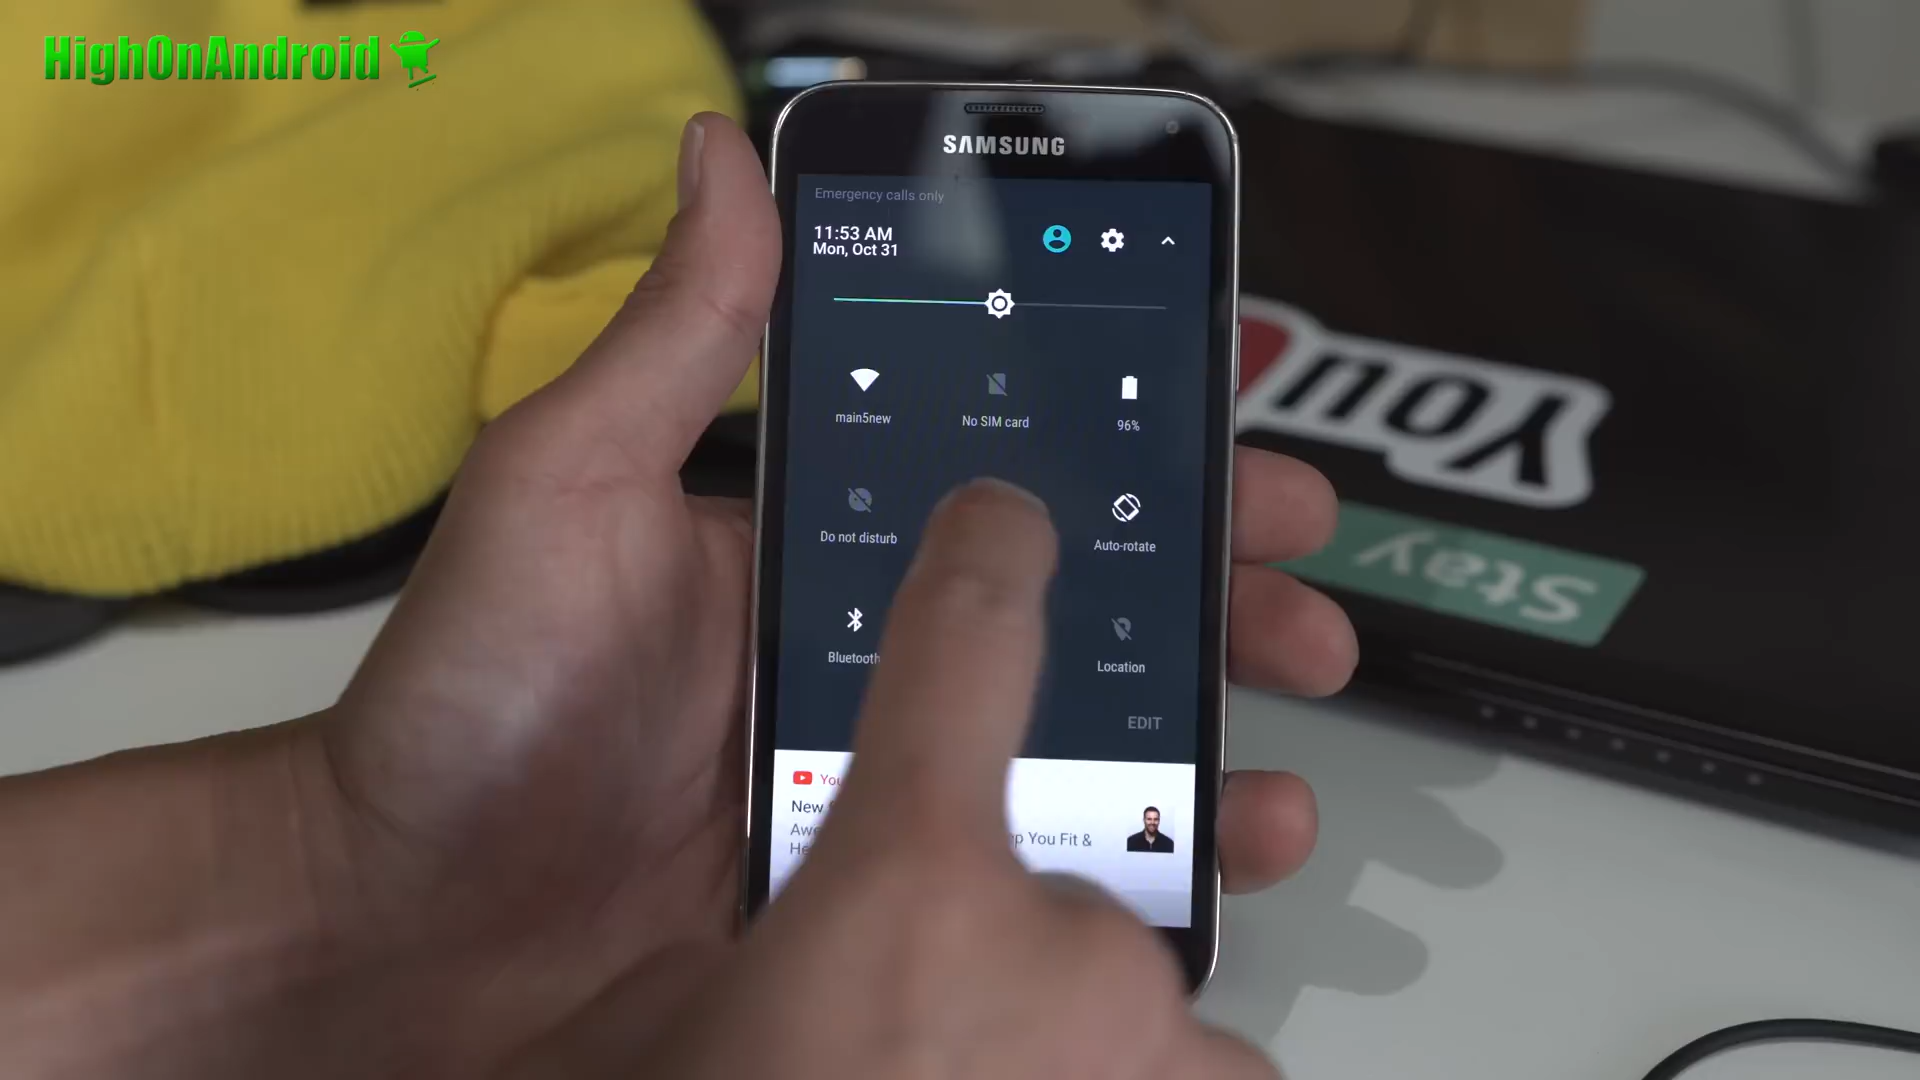 HighOnAndroid
SAMSUNG
Emergency calls only
11:53 AM
Mon, Oct 31
main5new
No SIM card
96%
Do not disturb
Auto-rotate
Bluetooth
Location
EDIT
New
You Fit &
You
Stay